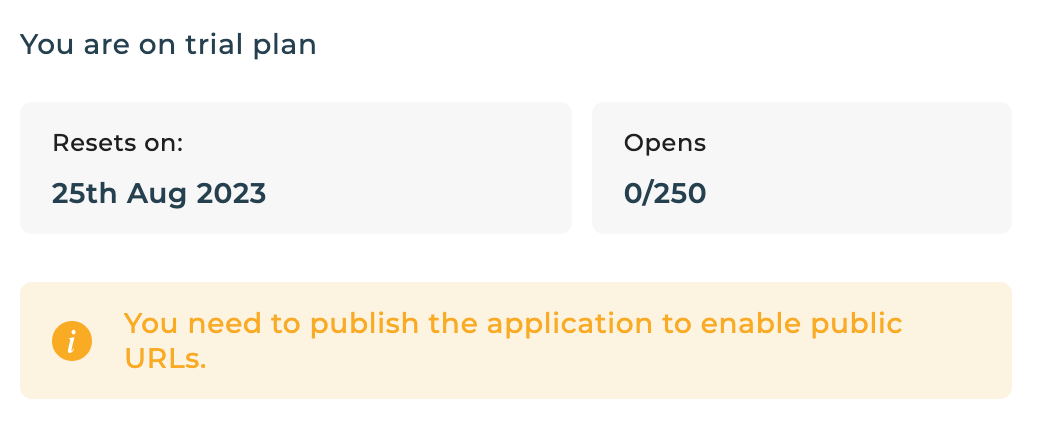 You are on trial plan
Resets on:
25th Aug 2023
Opens
0/250
You need to publish the application to enable public
URLs.